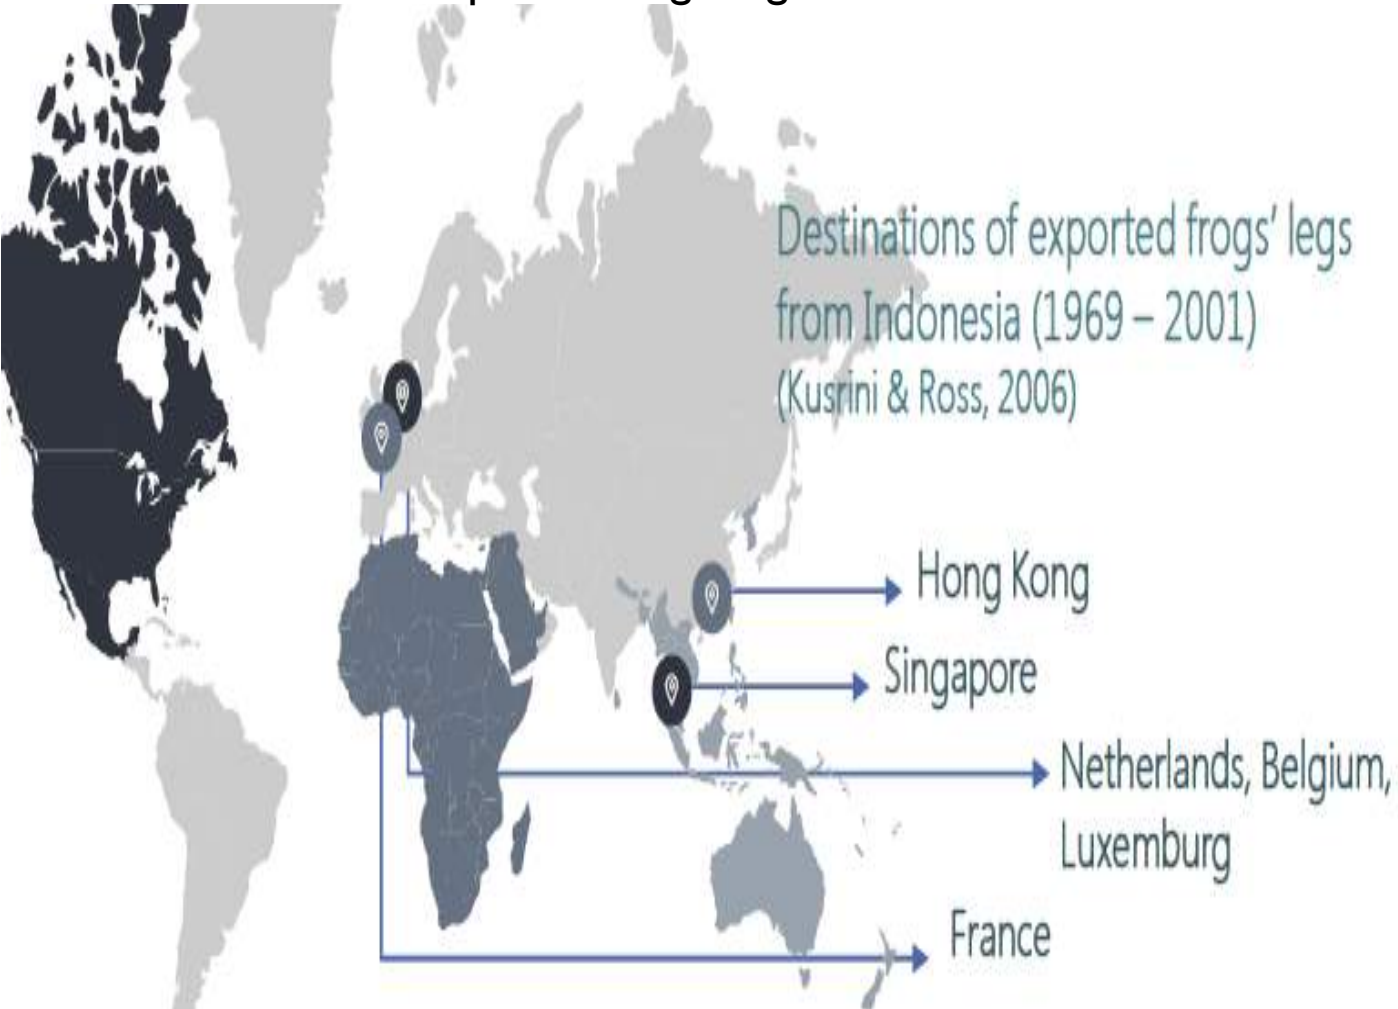 Destinations of exported frogs' legs
from Indonesia (1969 – 2001)
(Kusrini & Ross, 2006)
Hong Kong
Singapore
Netherlands, Belgium,
Luxemburg
France